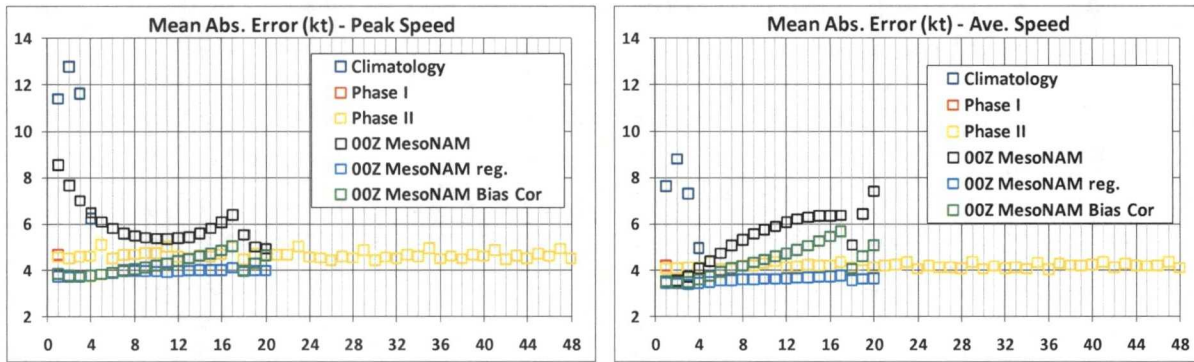 Mean Abs. Error (kt) - Peak Speed
14
12
10
8
6
4
2
Climatology
Phase I
Phase II
00Z MesoNAM
00Z MesoNAM reg.
00Z MesoNAM Bias Cor
0 4 8 12 16 20 24 28 32 36 40 44 48
Mean Abs. Error (kt) - Ave. Speed
14
12
10
8
6
4
2
Climatology
Phase I
Phase II
00Z MesoNAM
00Z MesoNAM reg.
00Z MesoNAM Bias Cor
0 4 8 12 16 20 24 28 32 36 40 44 48